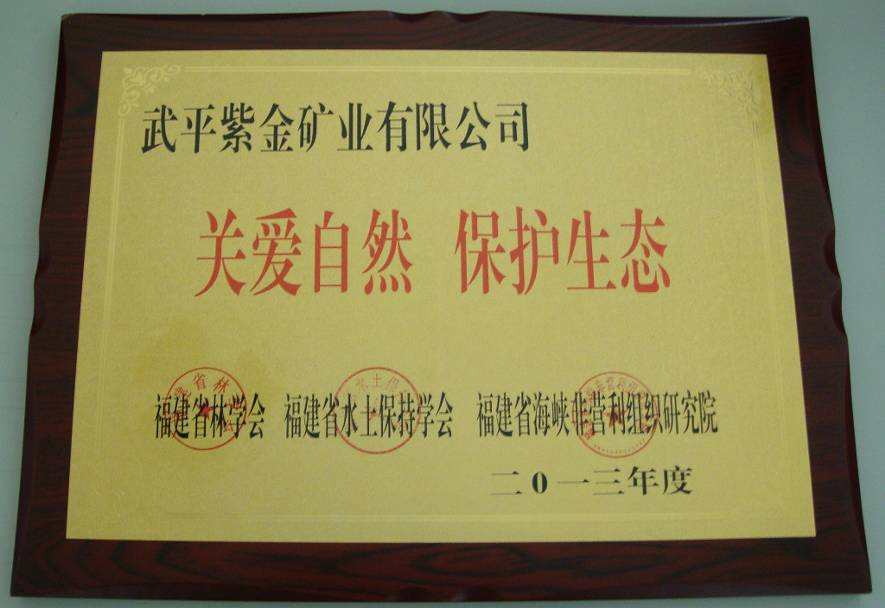 武平紫金矿业有限公司
关爱自然 保护生态
福建省林学会 福建省水土保持学会 福建省海峡非营利组织研究院
二0一三年度